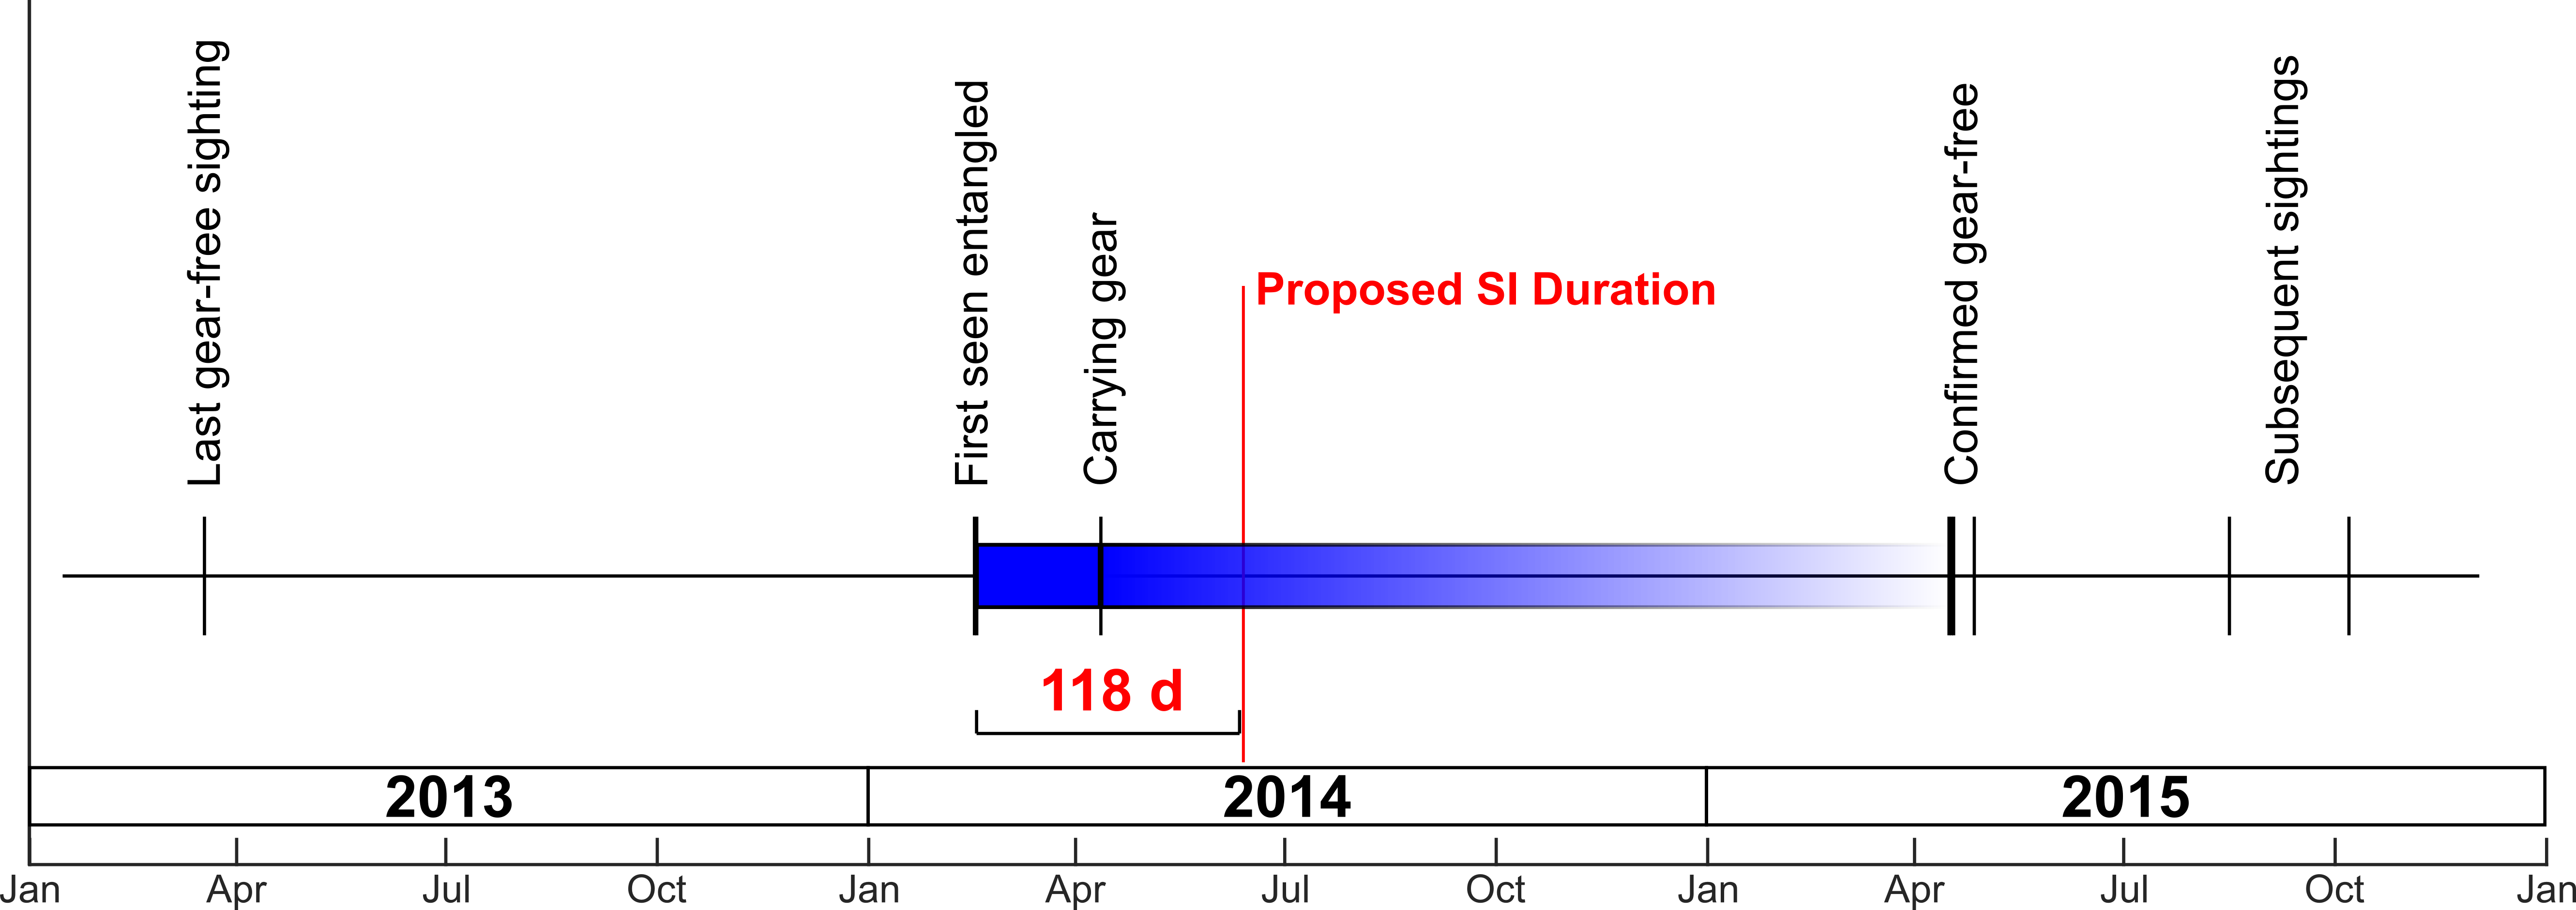 Last gear-free sighting
First seen entangled
Carrying gear
Proposed SI Duration
Confirmed gear-free
Subsequent sightings
118 d
2013
2014
2015
Jan
Apr
Jul
Oct
Jan
Apr
Jul
Oct
Jan
Apr
Jul
Oct
Jan